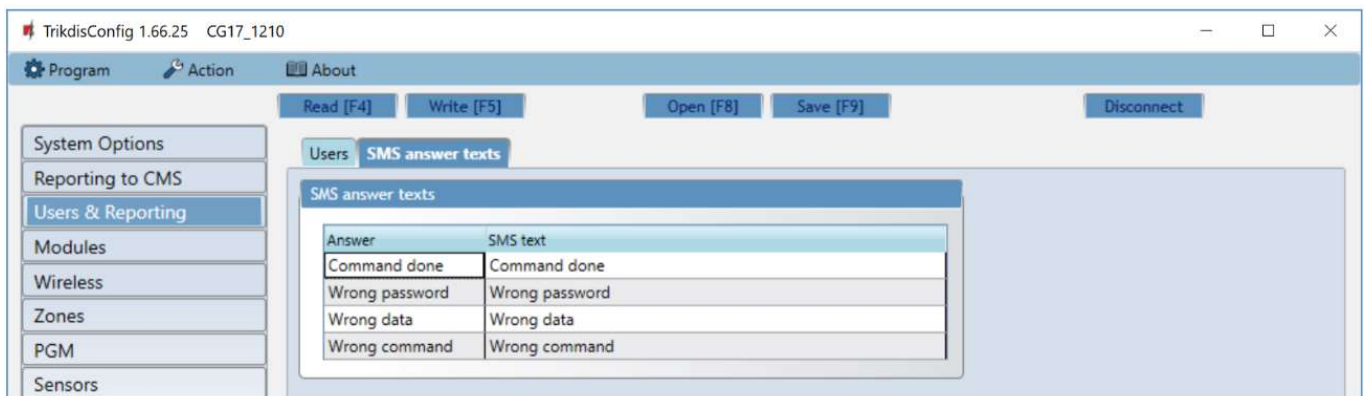 TrikdisConfig 1.66.25 CG17_1210
Program Action About
Read [F4] Write [F5] Open [F8] Save [F9] Disconnect
System Options
Reporting to CMS
Users & Reporting
Modules
Wireless
Zones
PGM
Sensors
Users SMS answer texts
SMS answer texts
Answer SMS text
Command done Command done
Wrong password Wrong password
Wrong data Wrong data
Wrong command Wrong command